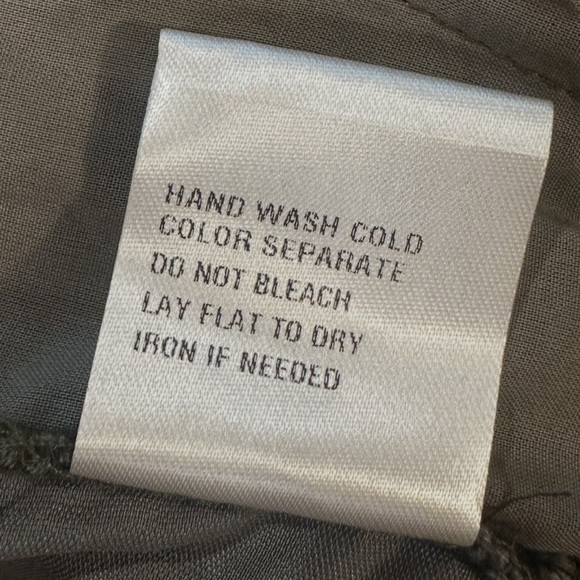 HAND WASH COLD
COLOR SEPARATE
DO NOT BLEACH
LAY FLAT TO DRY
IRON IF NEEDED